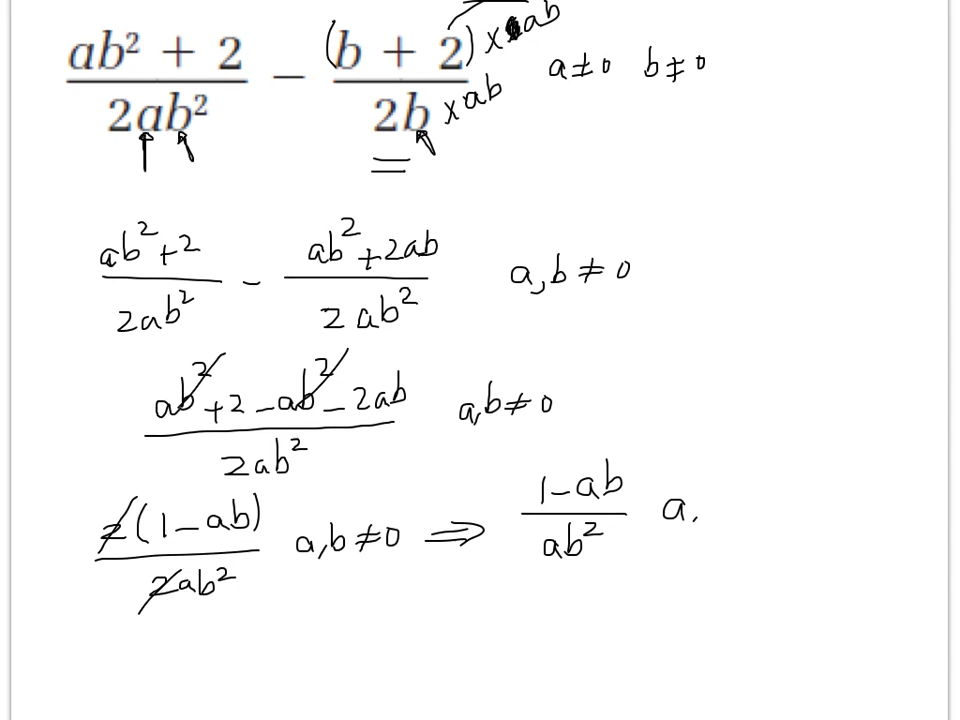 (ab² + 2)/(2ab²) − ((b + 2) × ab)/(2b × ab) a ≠ 0 b ≠ 0
=
(ab² + 2)/(2ab²) − (ab² + 2ab)/(2ab²) a, b ≠ 0
(ab² + 2 − ab² − 2ab)/(2ab²) a, b ≠ 0
2(1 − ab)/(2ab²) a, b ≠ 0 ⇒ (1 − ab)/(ab²) a,